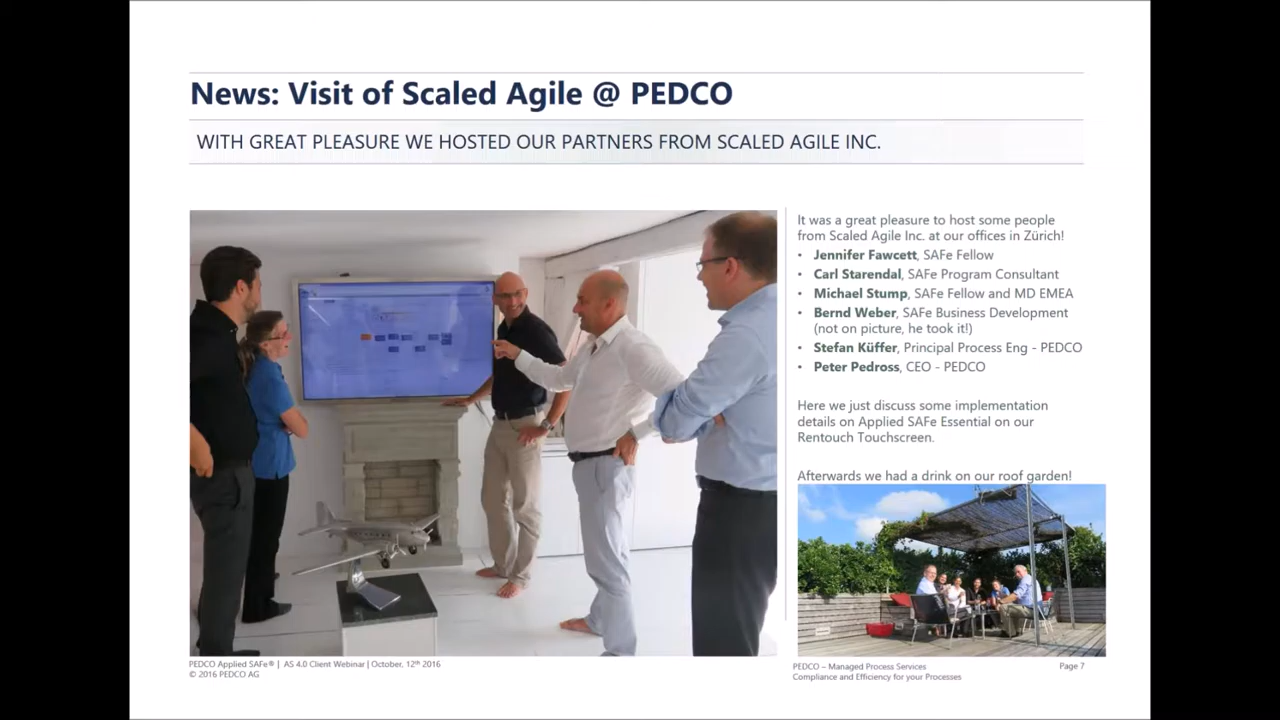 News: Visit of Scaled Agile @ PEDCO
WITH GREAT PLEASURE WE HOSTED OUR PARTNERS FROM SCALED AGILE INC.
It was a great pleasure to host some people
from Scaled Agile Inc. at our offices in Zürich!
• Jennifer Fawcett, SAFe Fellow
• Carl Starendal, SAFe Program Consultant
• Michael Stump, SAFe Fellow and MD EMEA
• Bernd Weber, SAFe Business Development
(not on picture, he took it!)
• Stefan Küffer, Principal Process Eng - PEDCO
• Peter Pedross, CEO - PEDCO
Here we just discuss some implementation
details on Applied SAFe Essential on our
Rentouch Touchscreen.
Afterwards we had a drink on our roof garden!
PEDCO Applied SAFe® | AS 4.0 Client Webinar | October, 12th 2016
© 2016 PEDCO AG
PEDCO – Managed Process Services
Compliance and Efficiency for your Processes
Page 7